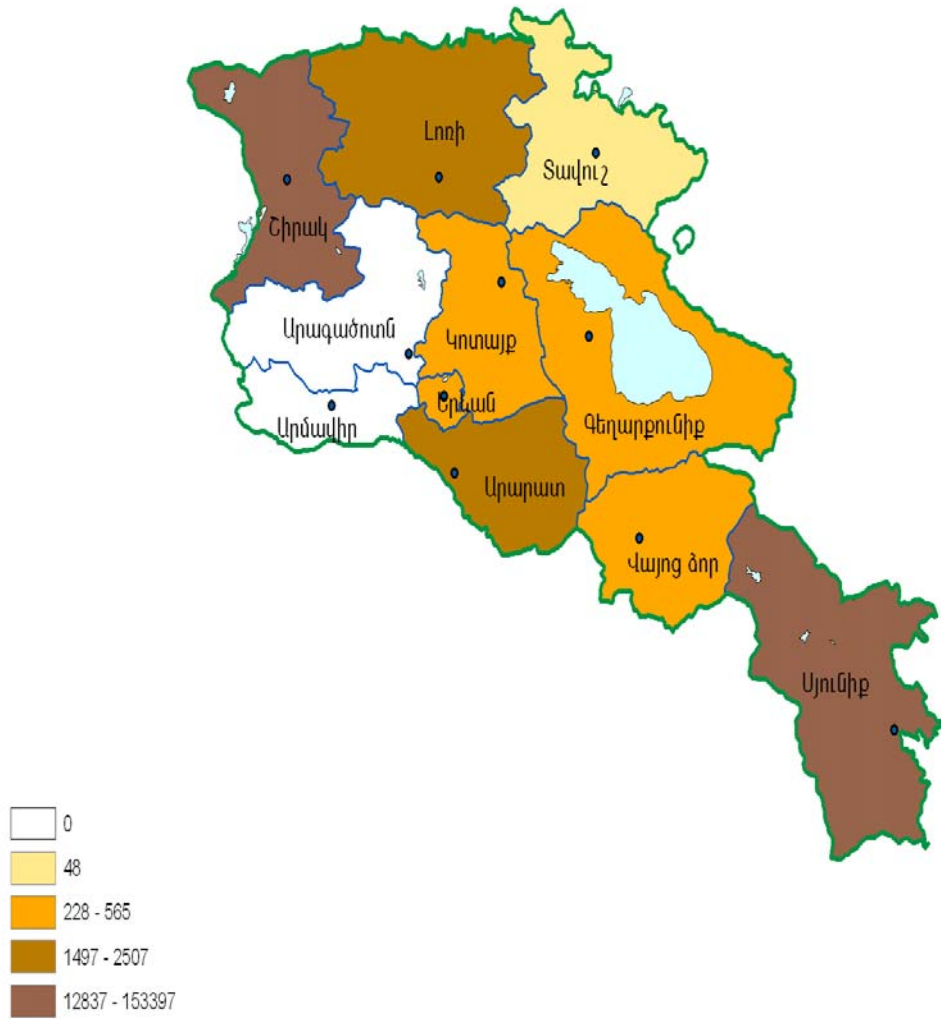 Լոռի
Տավուշ
Շիրակ
Արագածոտն
Կոտայք
Երևան
Արմավիր
Գեղարքունիք
Արարատ
Վայոց ձոր
Սյունիք
0
48
228 - 565
1497 - 2507
12837 - 153397